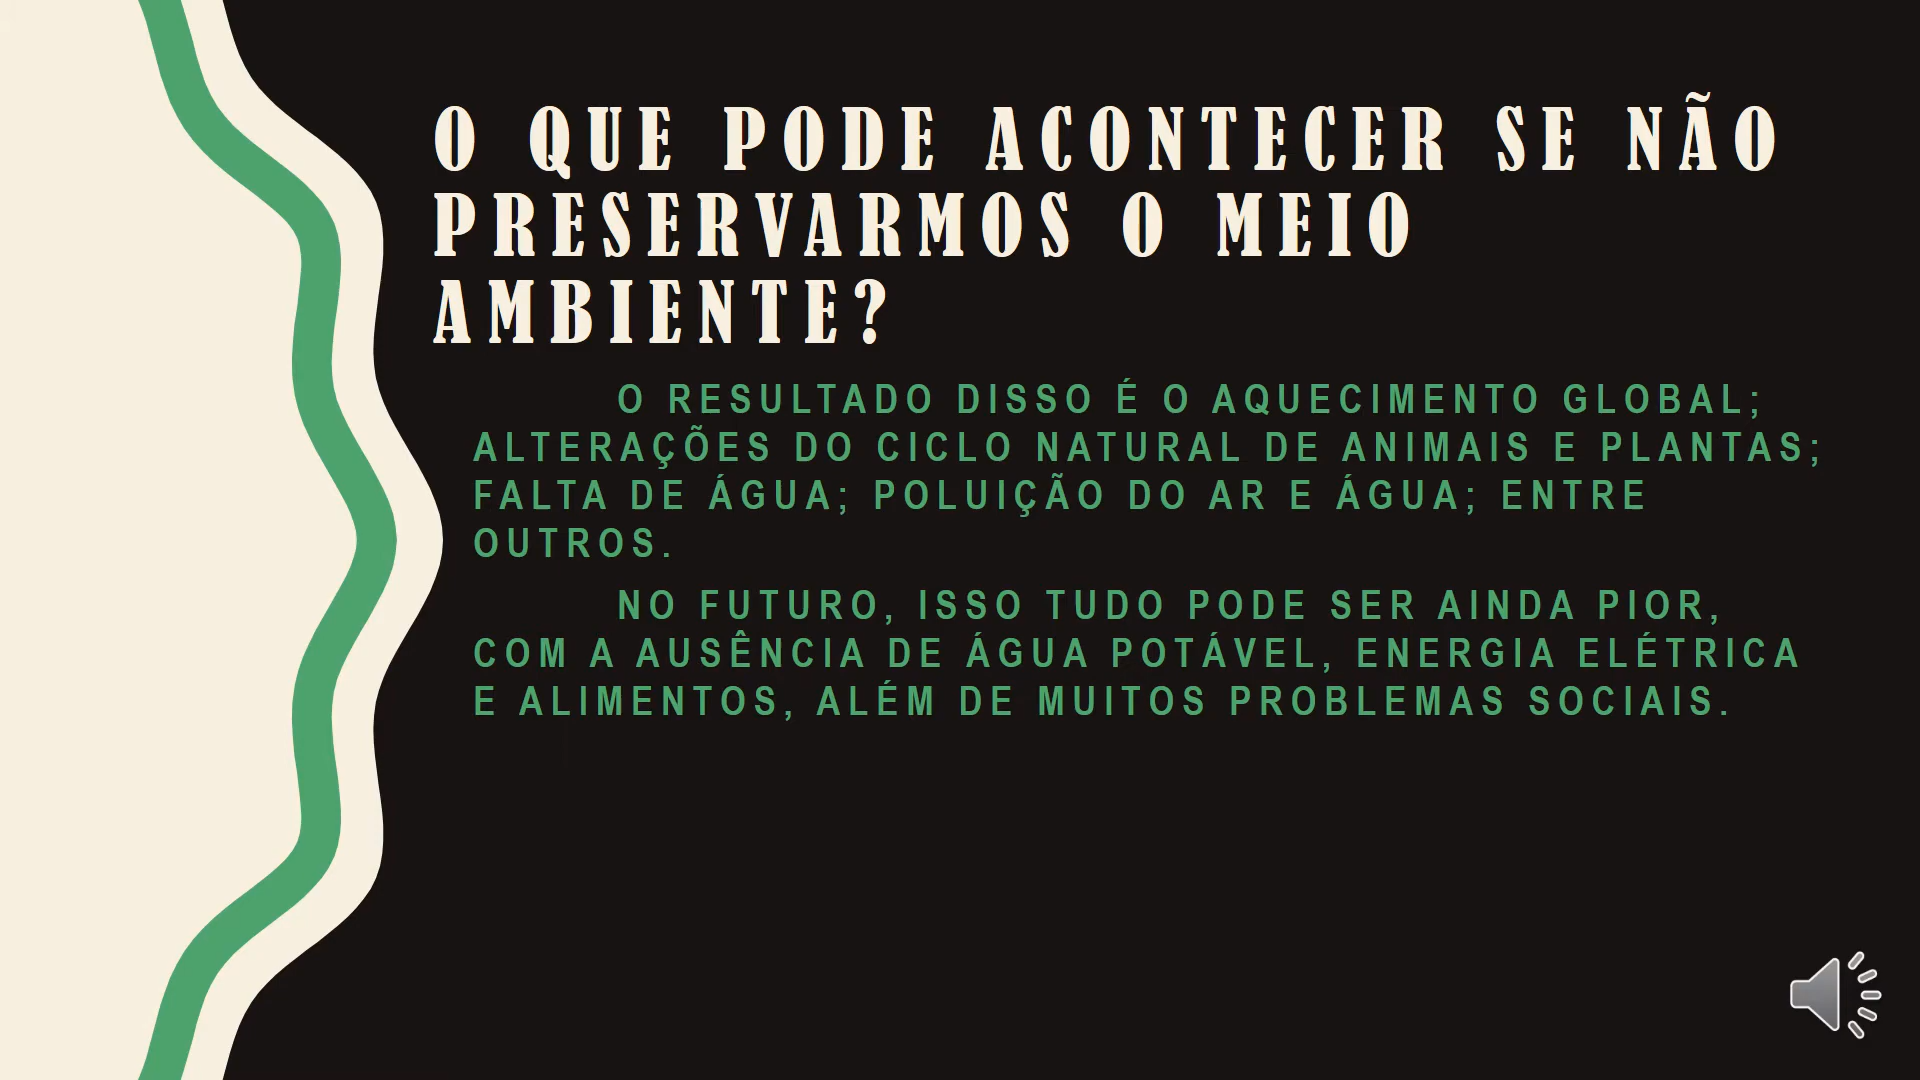 O QUE PODE ACONTECER SE NÃO
PRESERVARMOS O MEIO
AMBIENTE?
O RESULTADO DISSO É O AQUECIMENTO GLOBAL;
ALTERAÇÕES DO CICLO NATURAL DE ANIMAIS E PLANTAS;
FALTA DE ÁGUA; POLUIÇÃO DO AR E ÁGUA; ENTRE
OUTROS.
NO FUTURO, ISSO TUDO PODE SER AINDA PIOR,
COM A AUSÊNCIA DE ÁGUA POTÁVEL, ENERGIA ELÉTRICA
E ALIMENTOS, ALÉM DE MUITOS PROBLEMAS SOCIAIS.